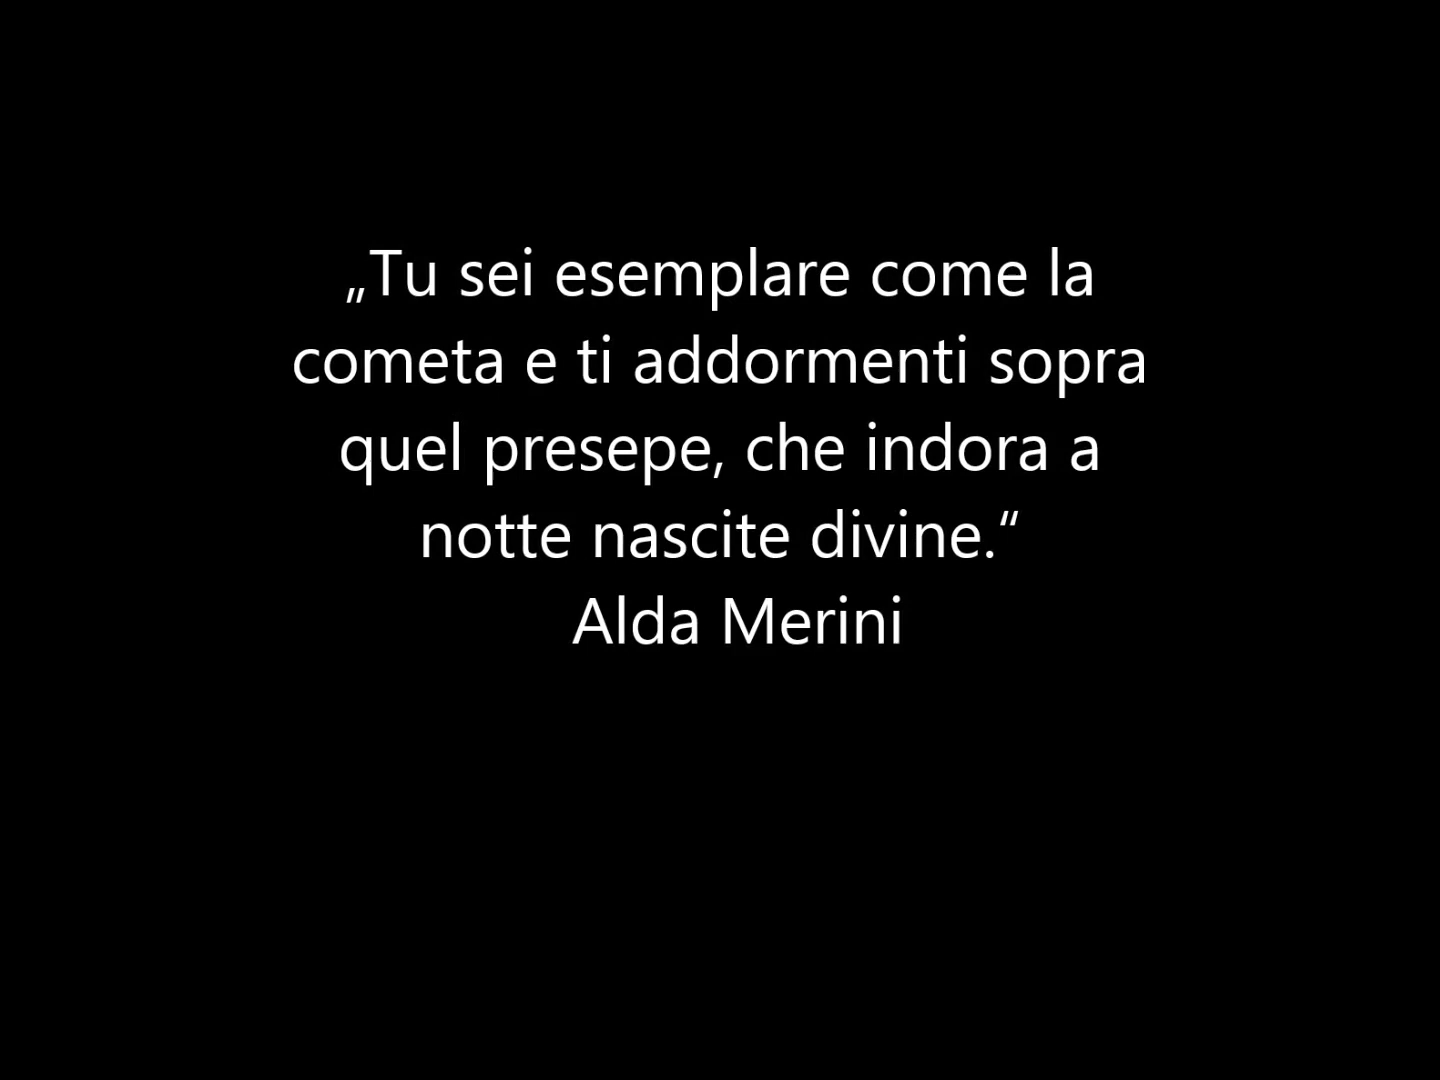 „Tu sei esemplare come la
cometa e ti addormenti sopra
quel presepe, che indora a
notte nascite divine.“
Alda Merini